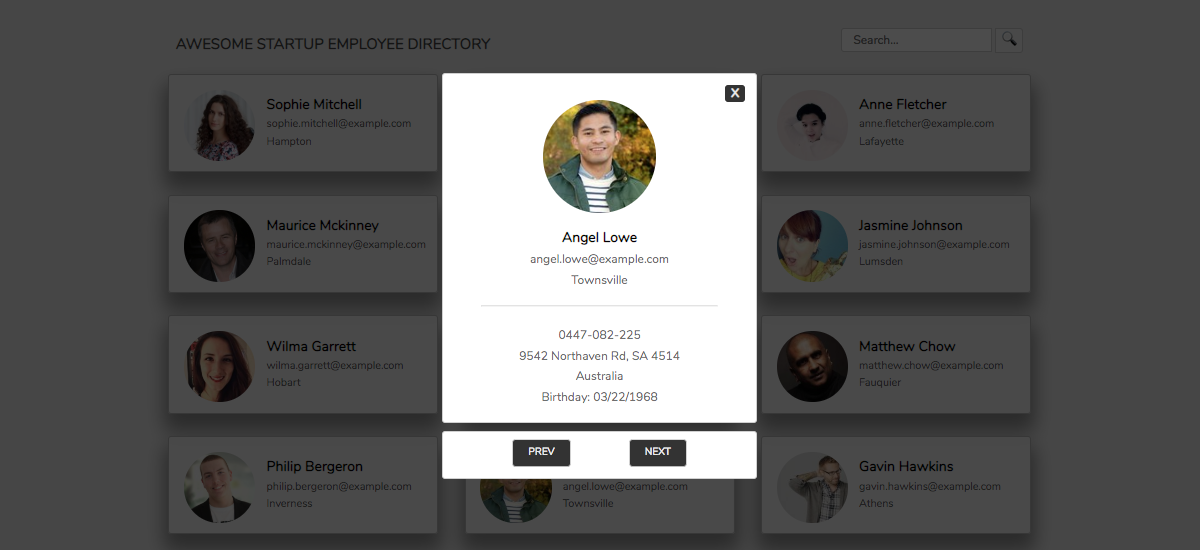 AWESOME STARTUP EMPLOYEE DIRECTORY
Search...
Sophie Mitchell
sophie.mitchell@example.com
Hampton
X
Angel Lowe
angel.lowe@example.com
Townsville
0447-082-225
9542 Northaven Rd, SA 4514
Australia
Birthday: 03/22/1968
PREV
NEXT
Anne Fletcher
anne.fletcher@example.com
Lafayette
Maurice Mckinney
maurice.mckinney@example.com
Palmdale
Jasmine Johnson
jasmine.johnson@example.com
Lumsden
Wilma Garrett
wilma.garrett@example.com
Hobart
Matthew Chow
matthew.chow@example.com
Fauquier
Philip Bergeron
philip.bergeron@example.com
Inverness
angel.lowe@example.com
Townsville
Gavin Hawkins
gavin.hawkins@example.com
Athens